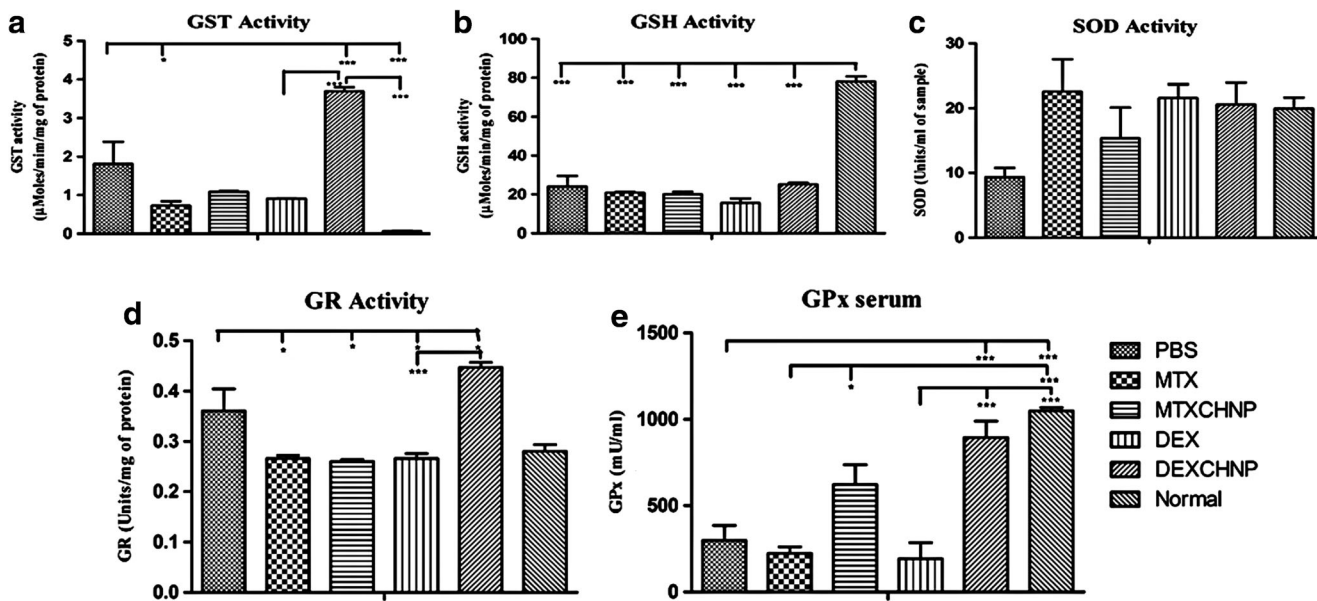 a
GST Activity
GST activity
(μMoles/mim/mg of protein)
5
4
3
2
1
0
*
***
***
***
***
b
GSH Activity
GSH activity
(μMoles/min/mg of protein)
100
80
60
40
20
0
***
***
***
***
***
c
SOD Activity
SOD (Units/ml of sample)
30
20
10
0
d
GR Activity
GR (Units/mg of protein)
0.5
0.4
0.3
0.2
0.1
0.0
*
*
*
*
***
e
GPx serum
GPx (mU/ml)
1500
1000
500
0
***
***
*
***
***
***
PBS
MTX
MTXCHNP
DEX
DEXCHNP
Normal